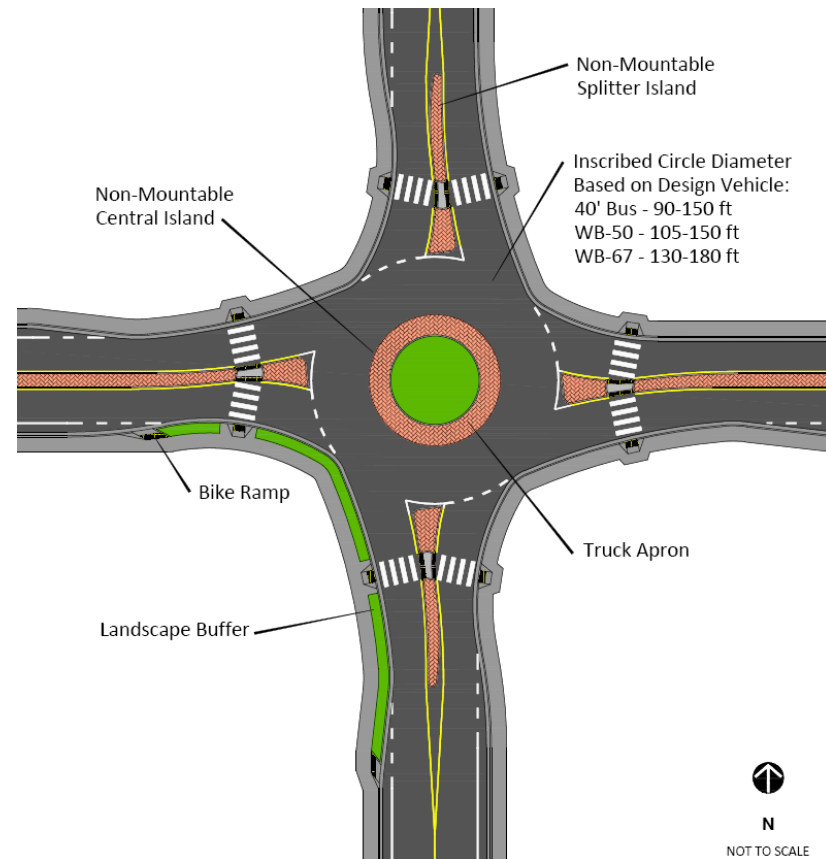 Non-Mountable
Splitter Island
Inscribed Circle Diameter
Based on Design Vehicle:
40' Bus - 90-150 ft
WB-50 - 105-150 ft
WB-67 - 130-180 ft
Non-Mountable
Central Island
Bike Ramp
Truck Apron
Landscape Buffer
N
NOT TO SCALE